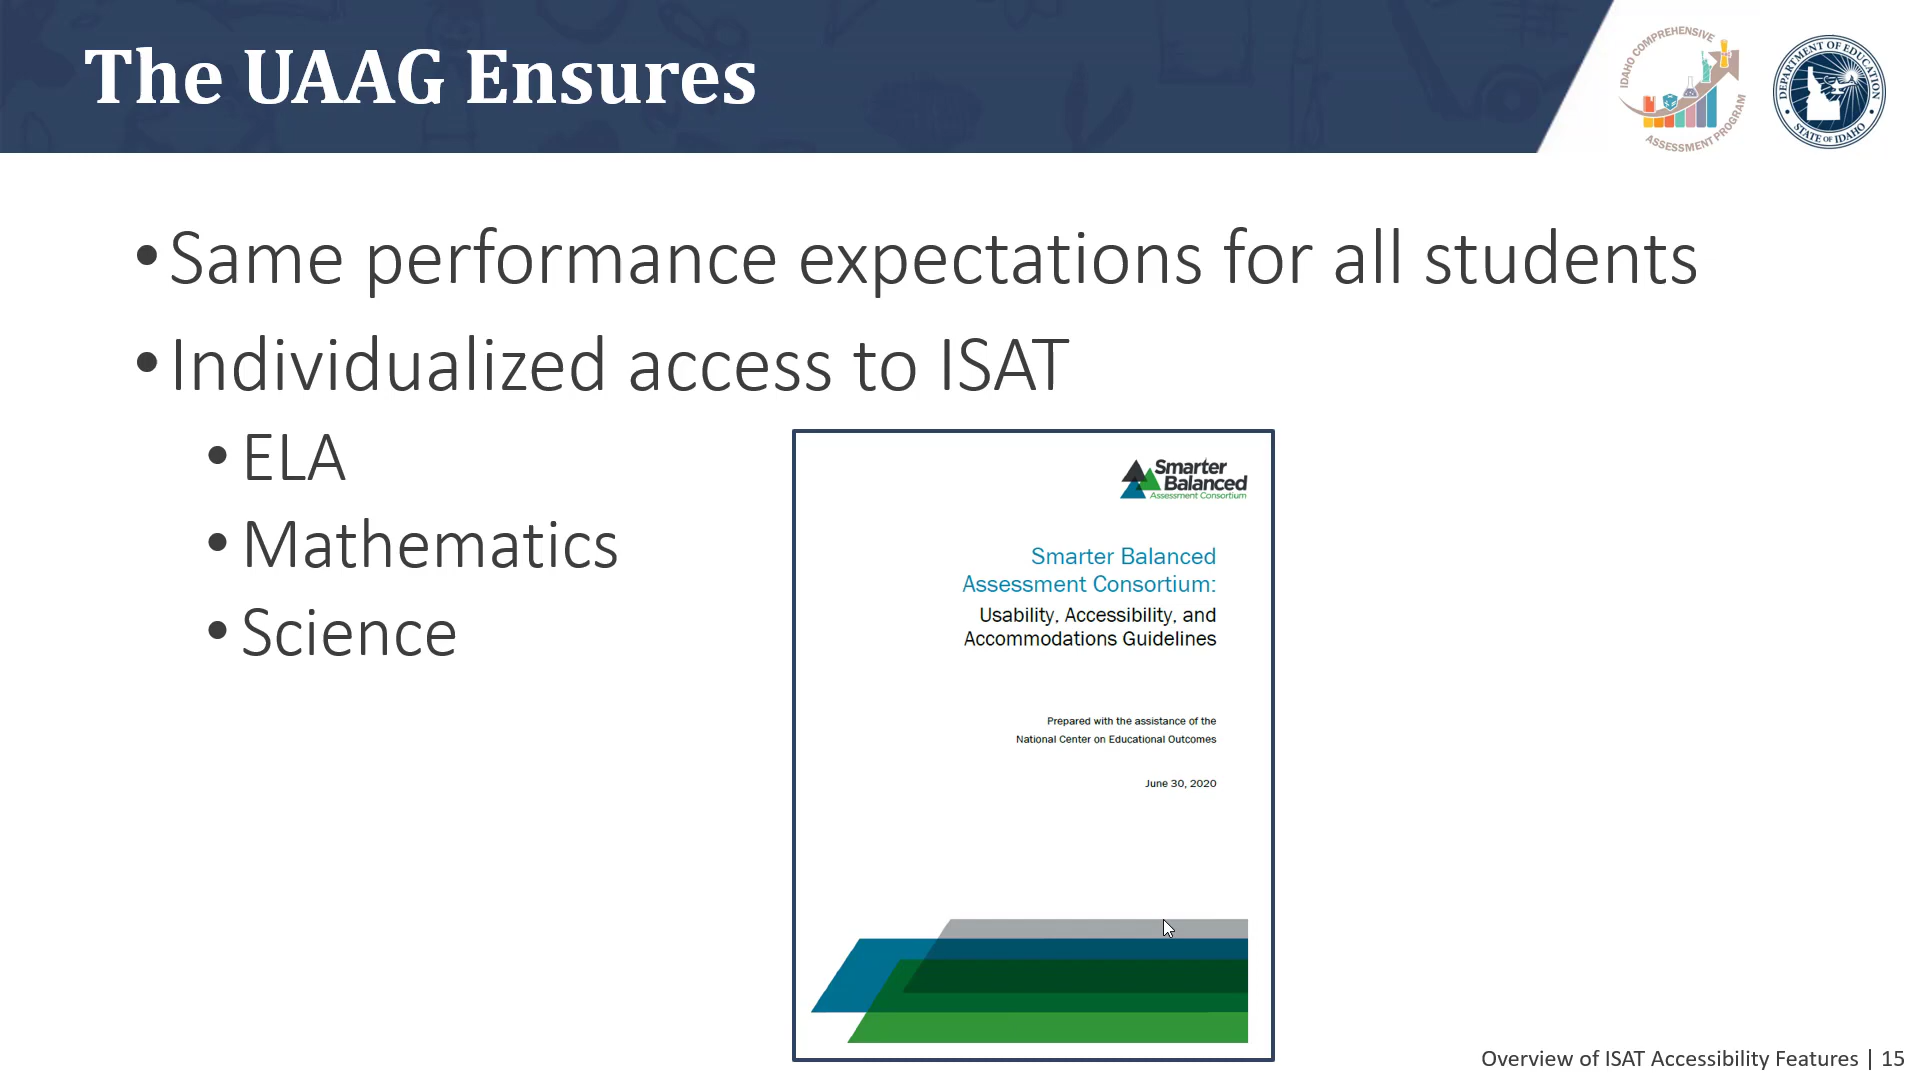 The UAAG Ensures
IDAHO COMPREHENSIVE
ASSESSMENT PROGRAM
DEPARTMENT OF EDUCATION
STATE OF IDAHO
• Same performance expectations for all students
• Individualized access to ISAT
• ELA
• Mathematics
• Science
Smarter
Balanced
Assessment Consortium
Smarter Balanced
Assessment Consortium:
Usability, Accessibility, and
Accommodations Guidelines
Prepared with the assistance of the
National Center on Educational Outcomes
June 30, 2020
Overview of ISAT Accessibility Features | 15